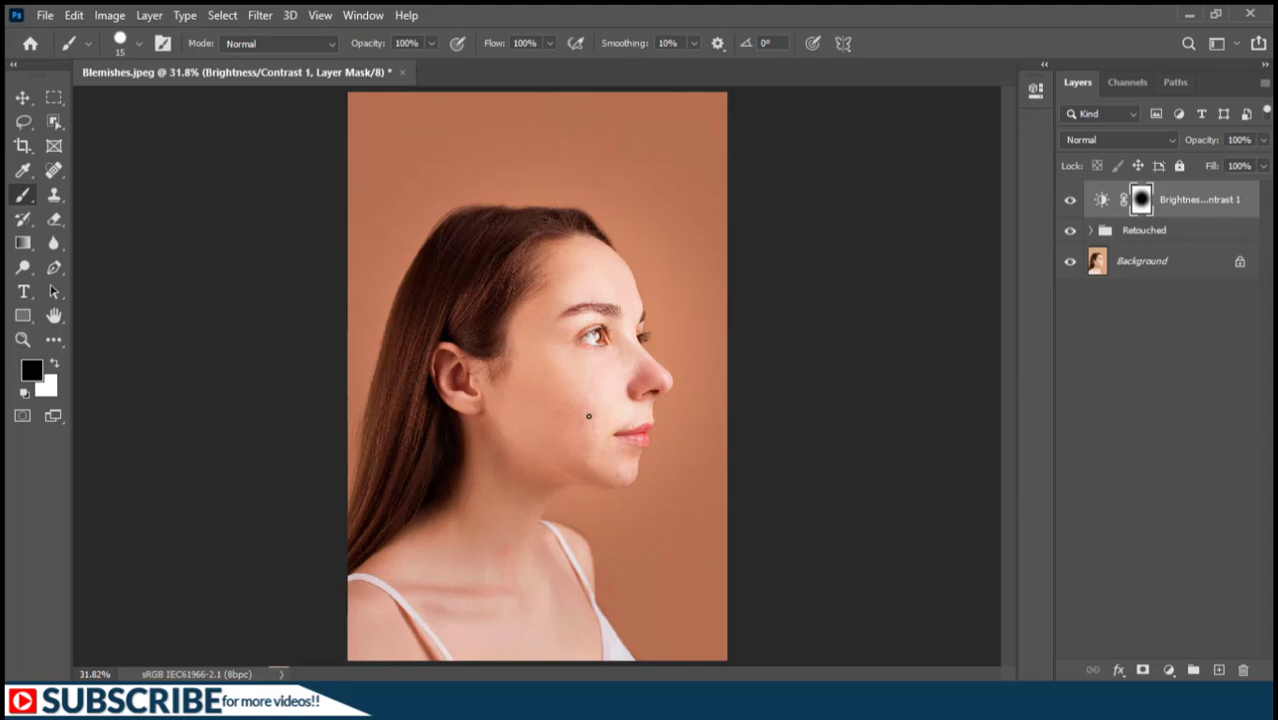 Ps File Edit Image Layer Type Select Filter 3D View Window Help
15 Mode: Normal Opacity: 100% Flow: 100% Smoothing: 10% 0°
Blemishes.jpeg @ 31.8% (Brightness/Contrast 1, Layer Mask/8) * ×
Layers Channels Paths
Kind
Normal Opacity: 100%
Lock: Fill: 100%
Brightnes...ntrast 1
Retouched
Background
31.82% sRGB IEC61966-2.1 (8bpc)
SUBSCRIBE for more videos!!